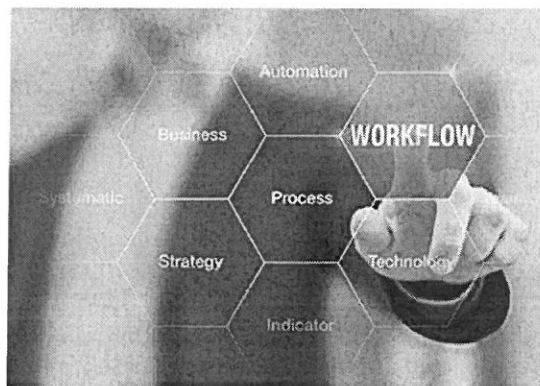 Automation
Business
WORKFLOW
Systematic
Process
Strategy
Technology
Indicator